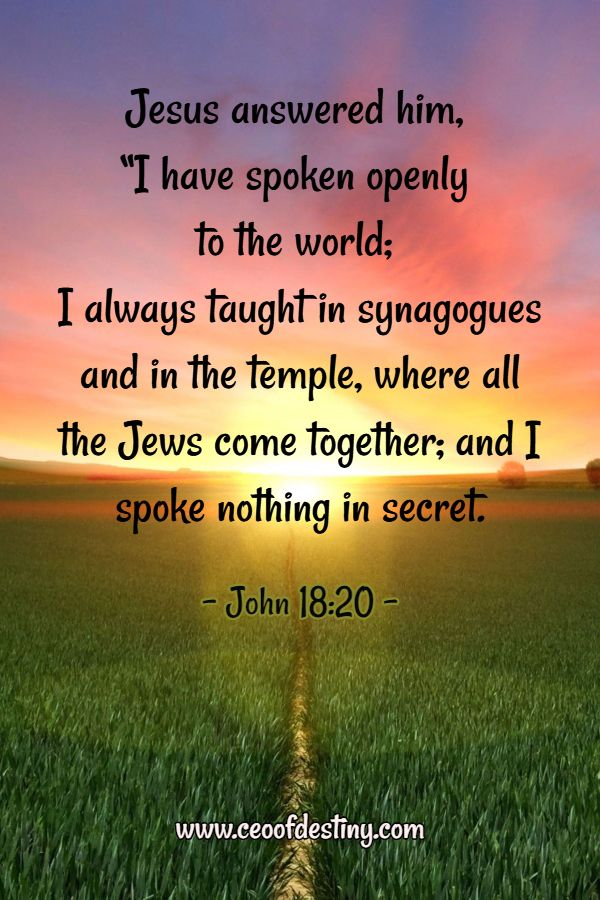 Jesus answered him,
"I have spoken openly
to the world;
I always taught in synagogues
and in the temple, where all
the Jews come together; and I
spoke nothing in secret.
- John 18:20 -
www.ceoofdestiny.com